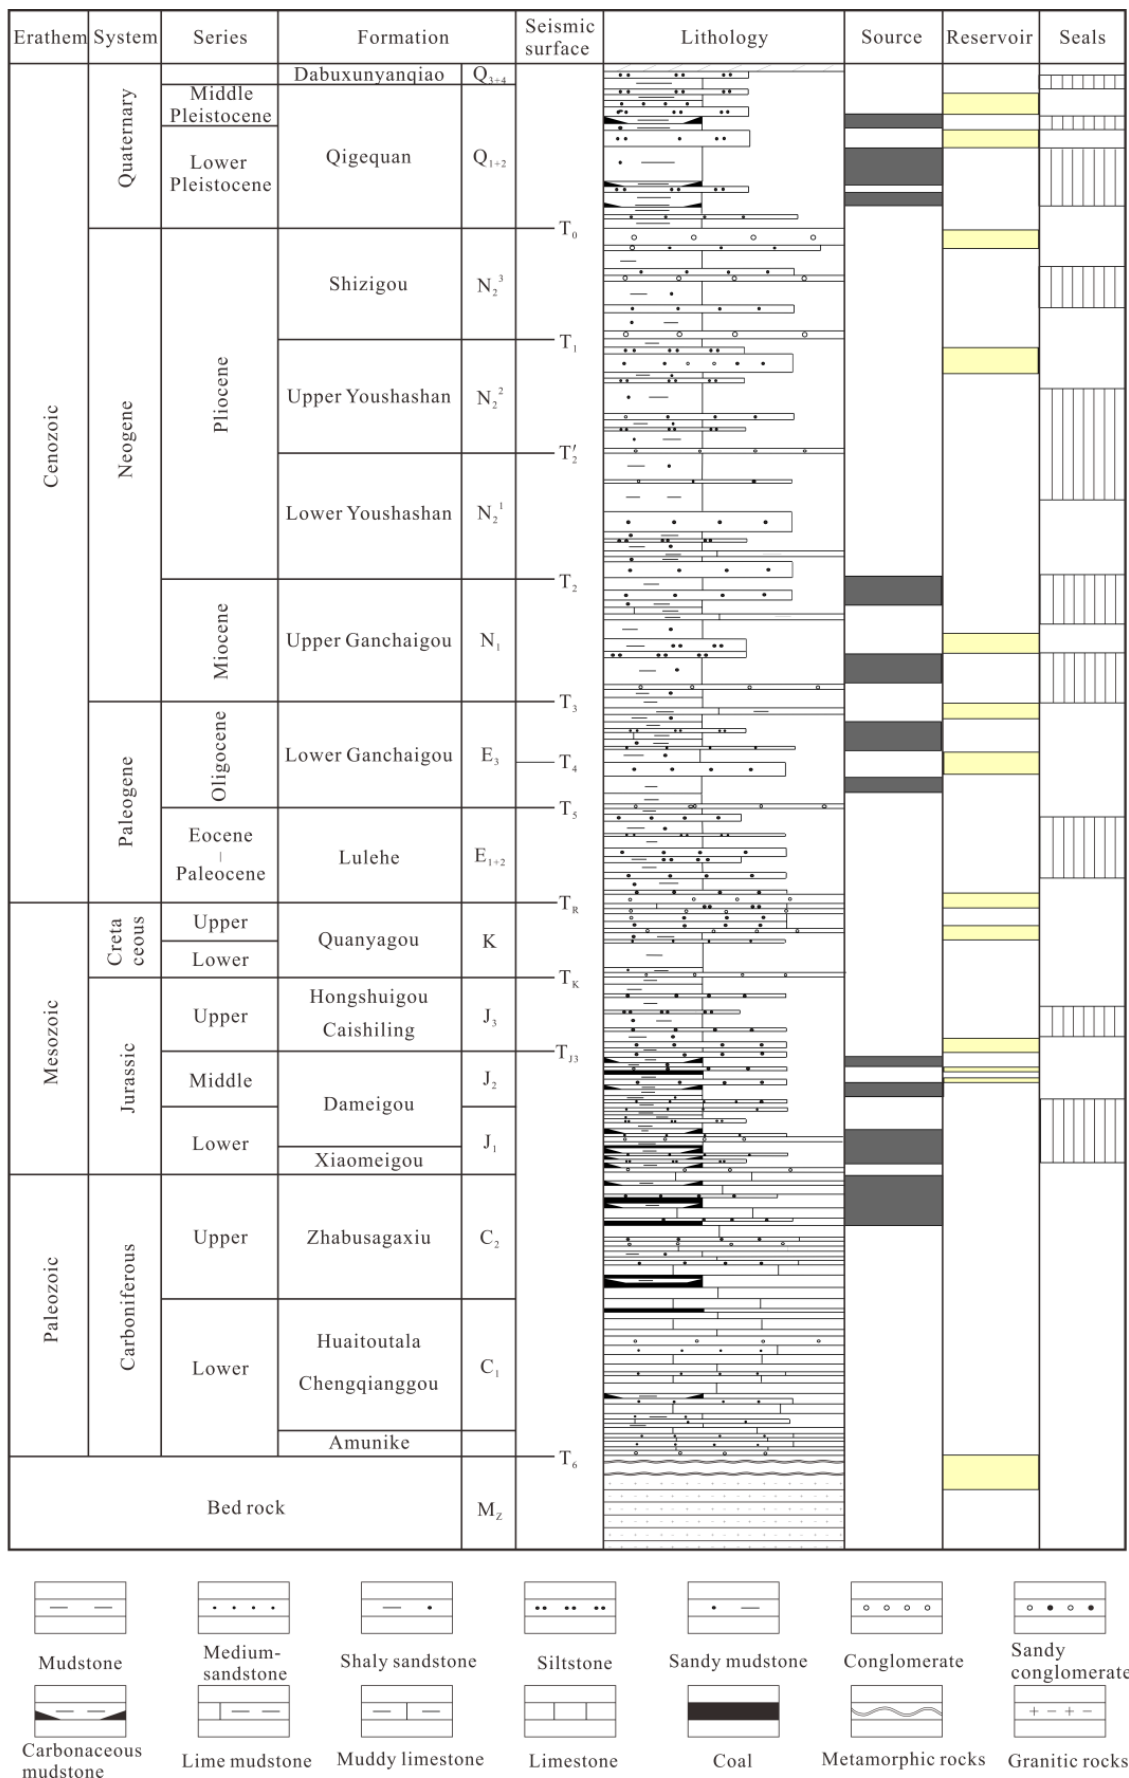 Erathem System Series Formation Seismic surface Lithology Source Reservoir Seals
Cenozoic
Quaternary
Dabuxunyanqiao Q3+4
Middle
Pleistocene
Lower
Pleistocene
Qigequan Q1+2
T0
Neogene
Pliocene
Shizigou N2^3
T1
Upper Youshashan N2^2
T2′
Lower Youshashan N2^1
T2
Miocene
Upper Ganchaigou N1
T3
Paleogene
Oligocene
Lower Ganchaigou E3
T4
T5
Eocene
|
Paleocene
Lulehe E1+2
TR
Mesozoic
Creta
ceous
Upper
Lower
Quanyagou K
TK
Jurassic
Upper
Hongshuigou
Caishiling
J3
TJ3
Middle J2
Dameigou
Lower J1
Xiaomeigou
Paleozoic
Carboniferous
Upper Zhabusagaxiu C2
Lower
Huaitoutala
Chengqianggou
C1
Amunike
T6
Bed rock MZ
Mudstone
Medium-
sandstone
Shaly sandstone
Siltstone
Sandy mudstone
Conglomerate
Sandy
conglomerate
Carbonaceous
mudstone
Lime mudstone
Muddy limestone
Limestone
Coal
Metamorphic rocks
Granitic rocks